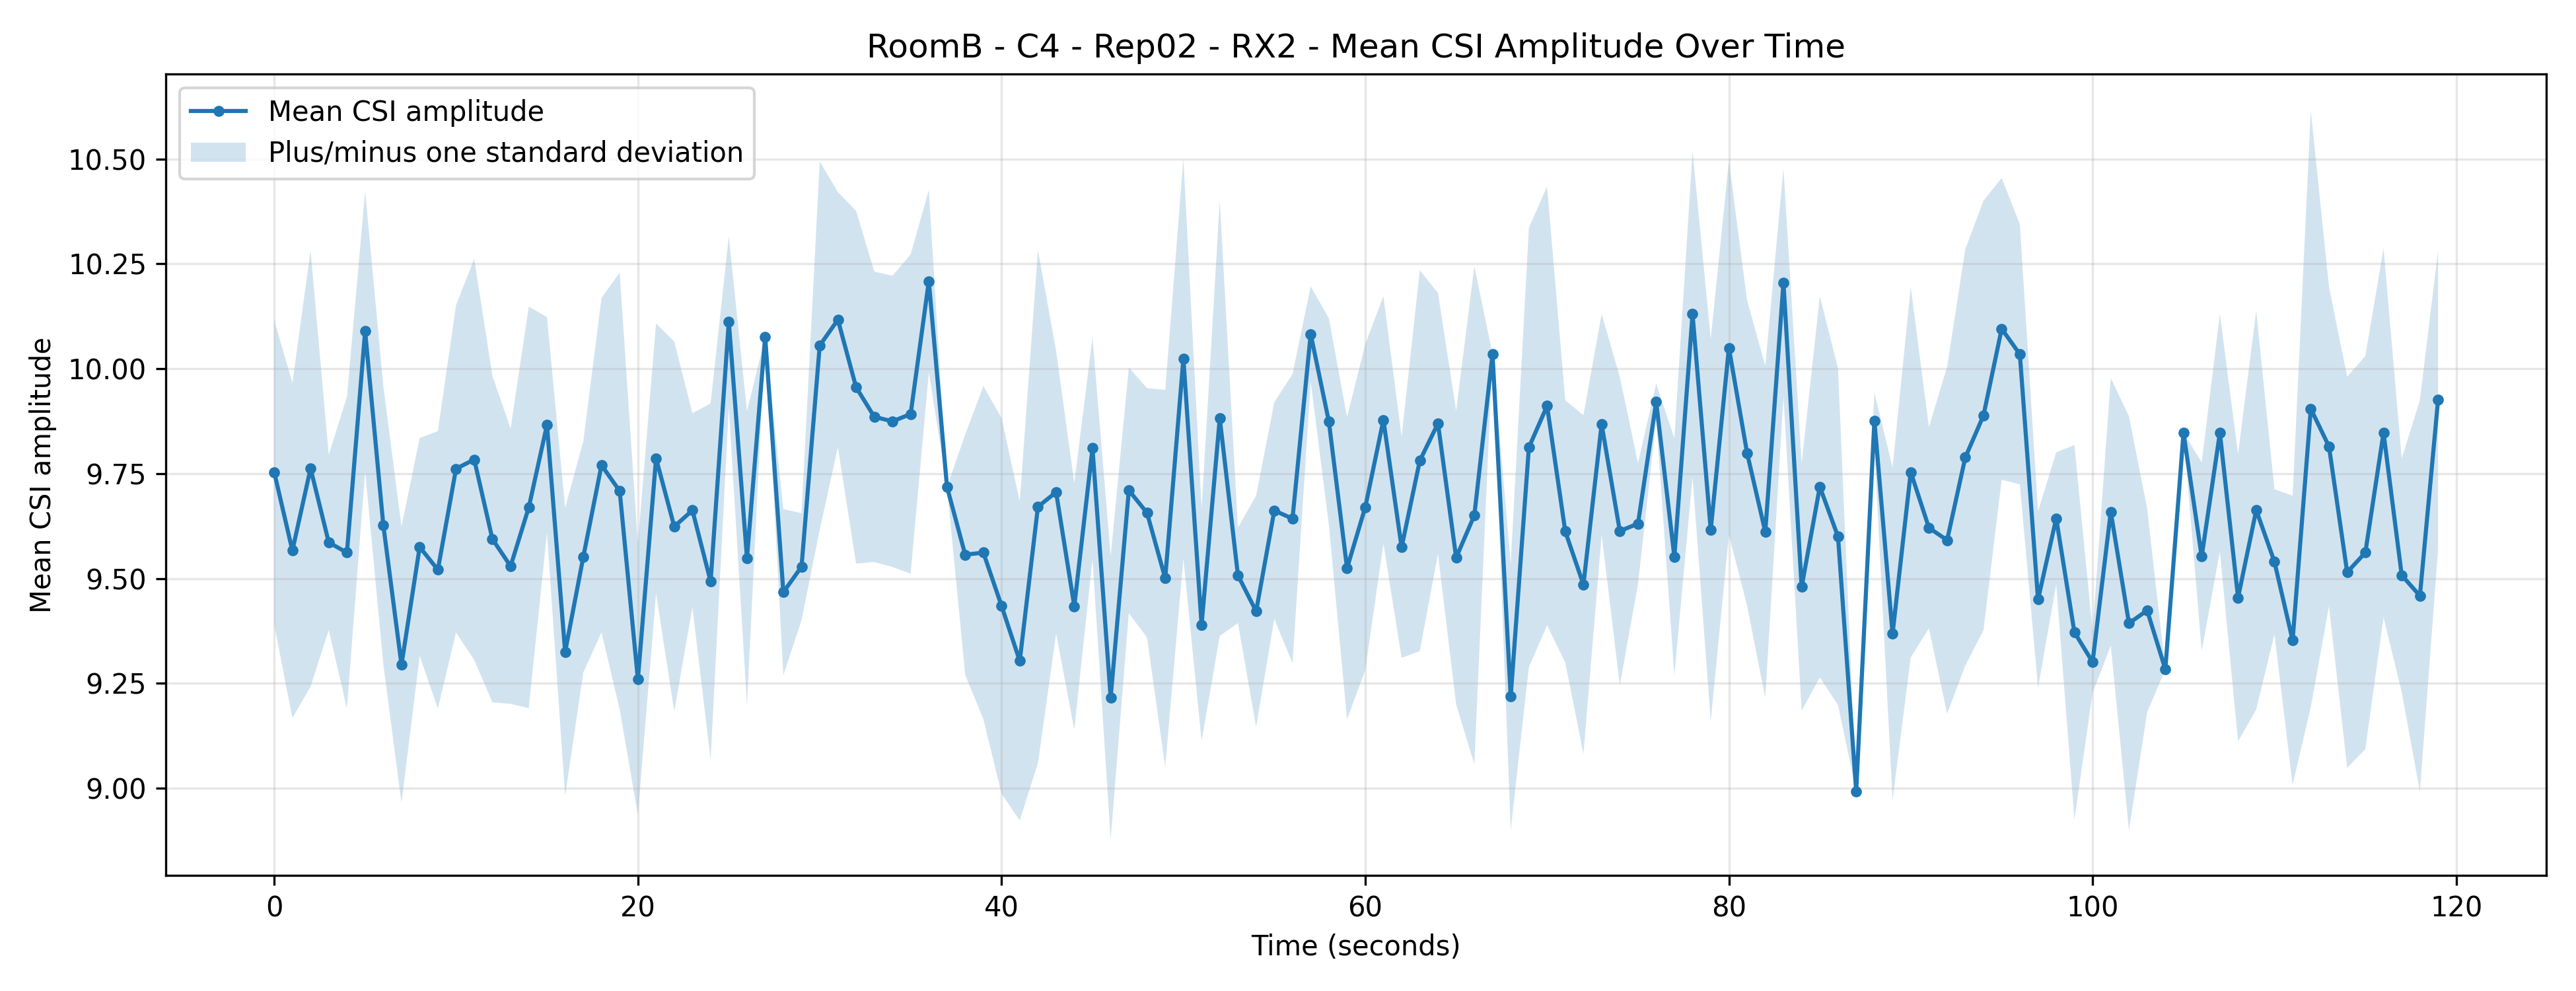 RoomB - C4 - Rep02 - RX2 - Mean CSI Amplitude Over Time
Mean CSI amplitude
Plus/minus one standard deviation
10.50
10.25
10.00
9.75
9.50
9.25
9.00
Mean CSI amplitude
0 20 40 60 80 100 120
Time (seconds)